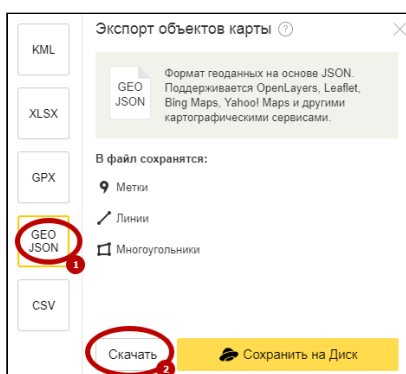 Экспорт объектов карты ?
KML
XLSX
GPX
GEO
JSON
1
CSV
GEO
JSON
Формат геоданных на основе JSON.
Поддерживается OpenLayers, Leaflet,
Bing Maps, Yahoo! Maps и другими
картографическими сервисами.
В файл сохранятся:
Метки
Линии
Многоугольники
Скачать
2
Сохранить на Диск